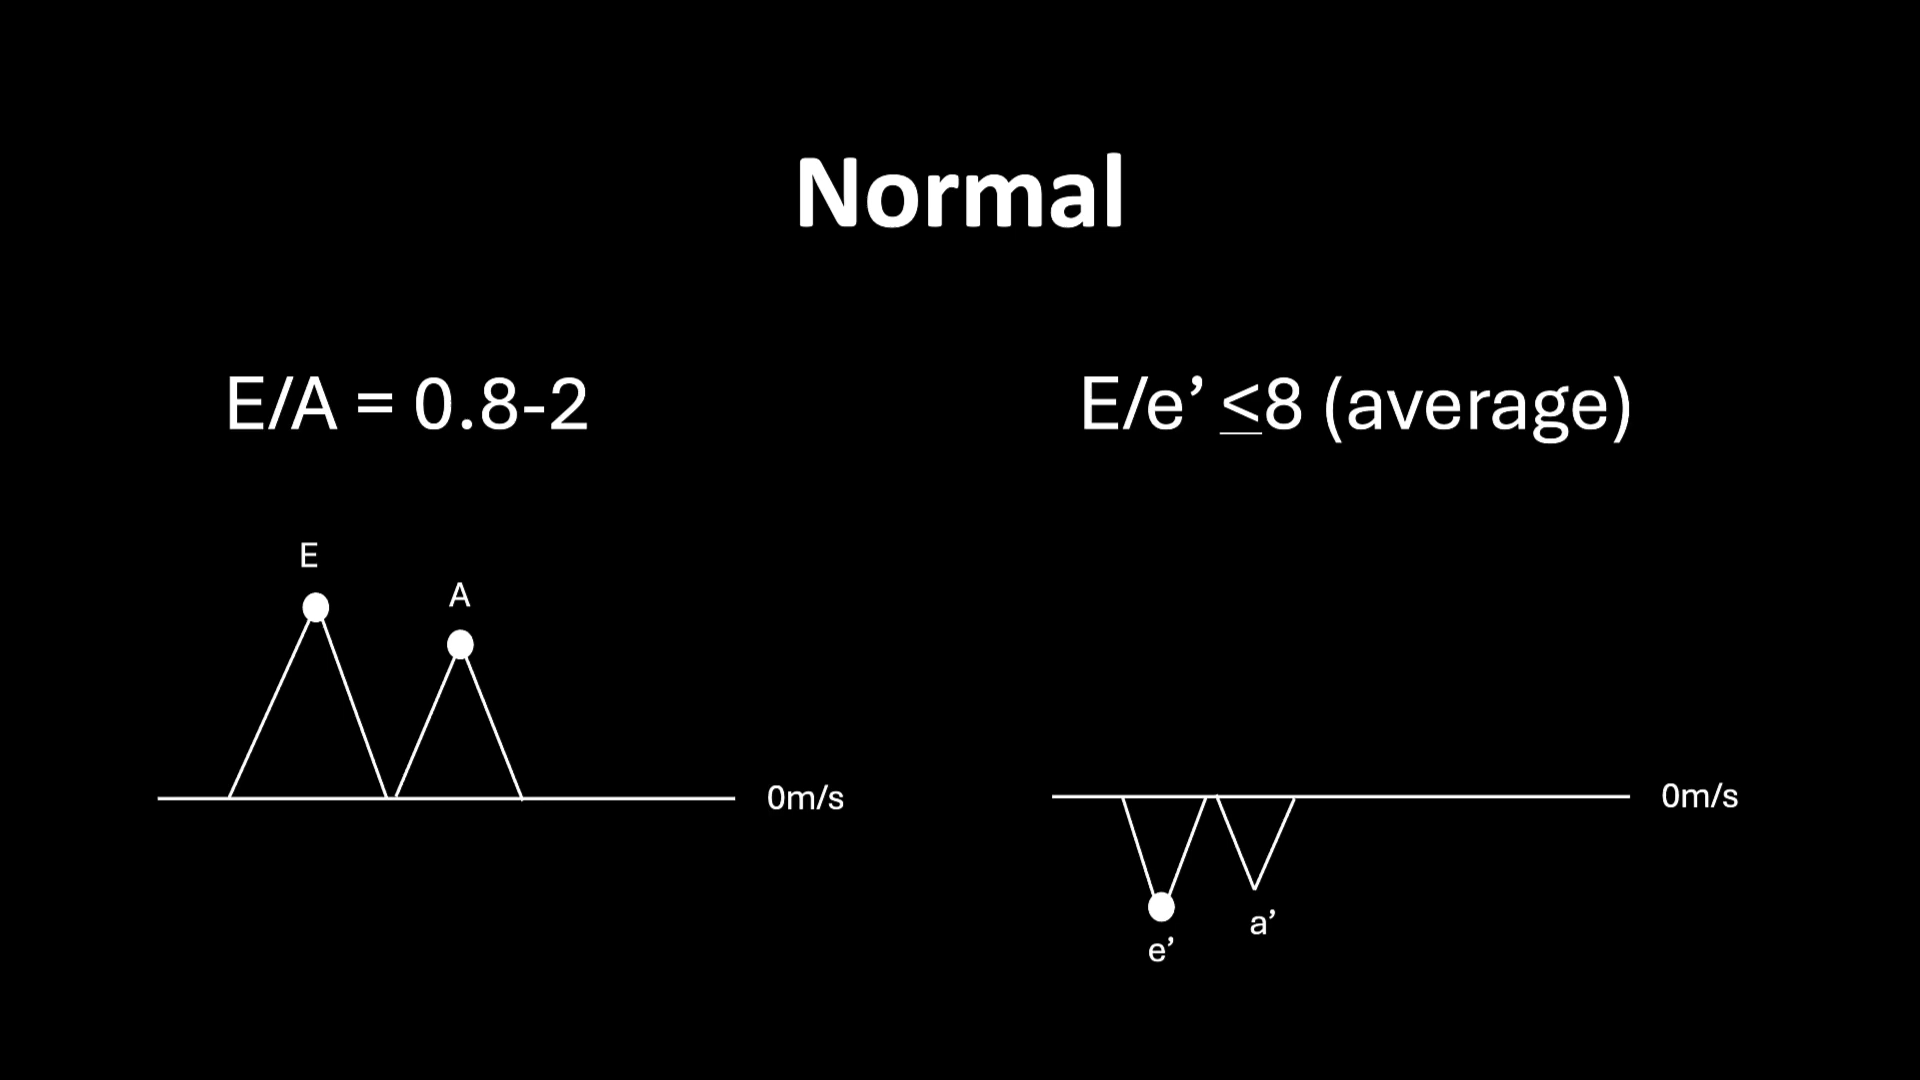 Normal
E/A = 0.8-2
E/e’ <8 (average)
E
A
0m/s
0m/s
e’
a’